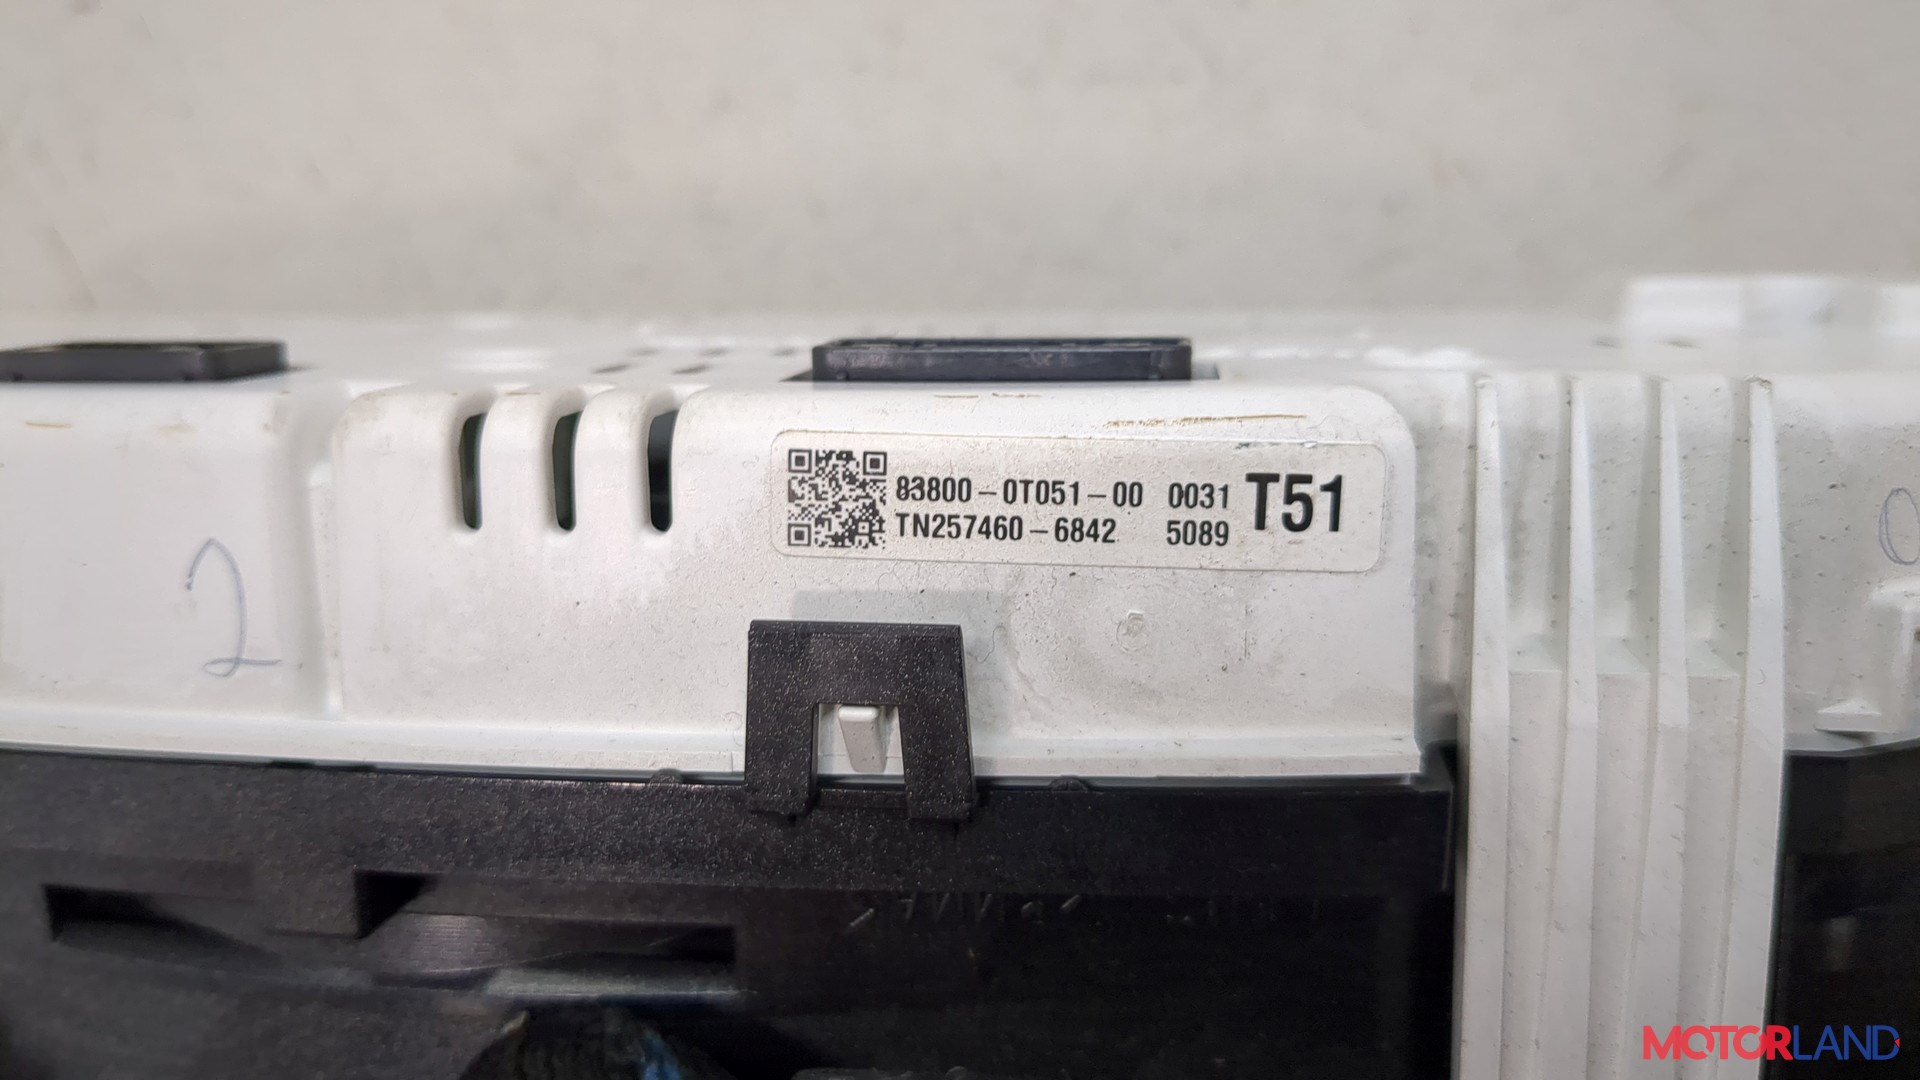 83800-0T051-00 0031 T51
TN257460-6842 5089
2
MOTORLAND